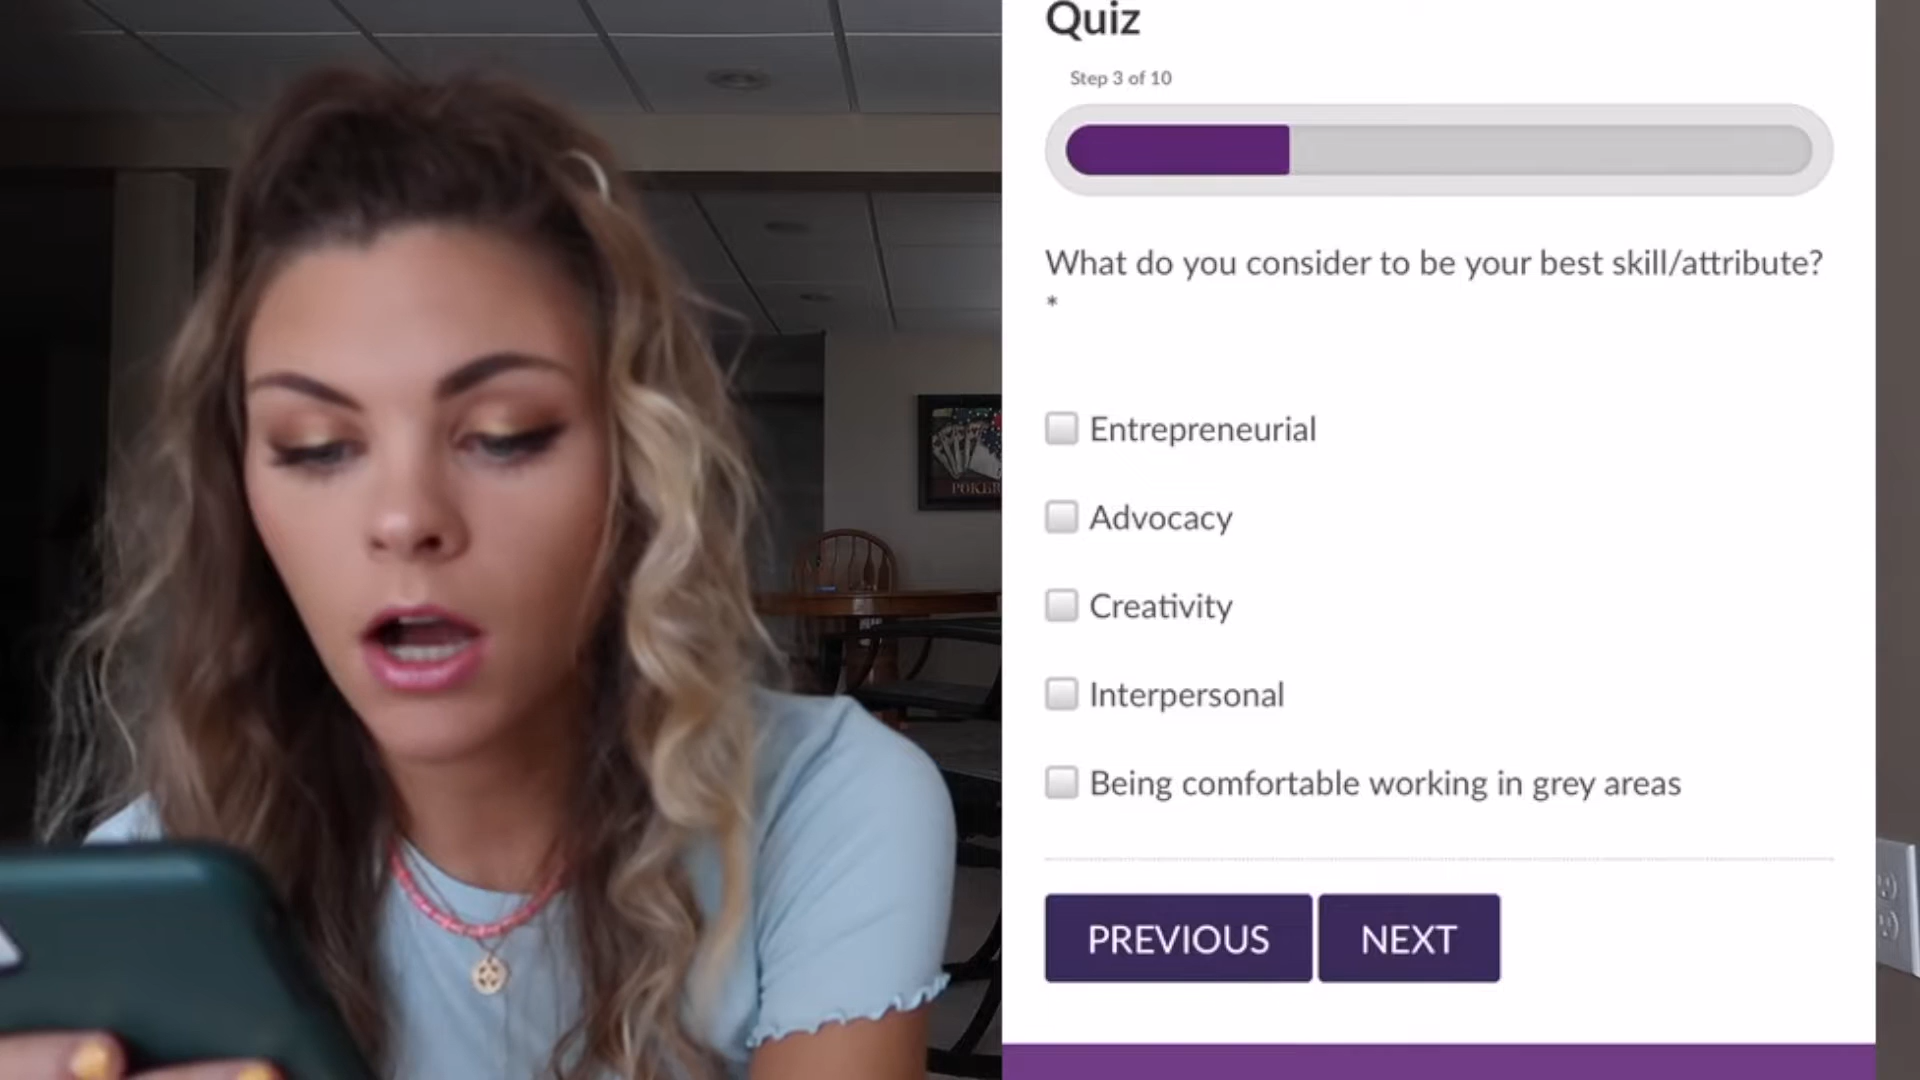 Quiz
Step 3 of 10
What do you consider to be your best skill/attribute?
*
Entrepreneurial
Advocacy
Creativity
Interpersonal
Being comfortable working in grey areas
PREVIOUS NEXT
POKER